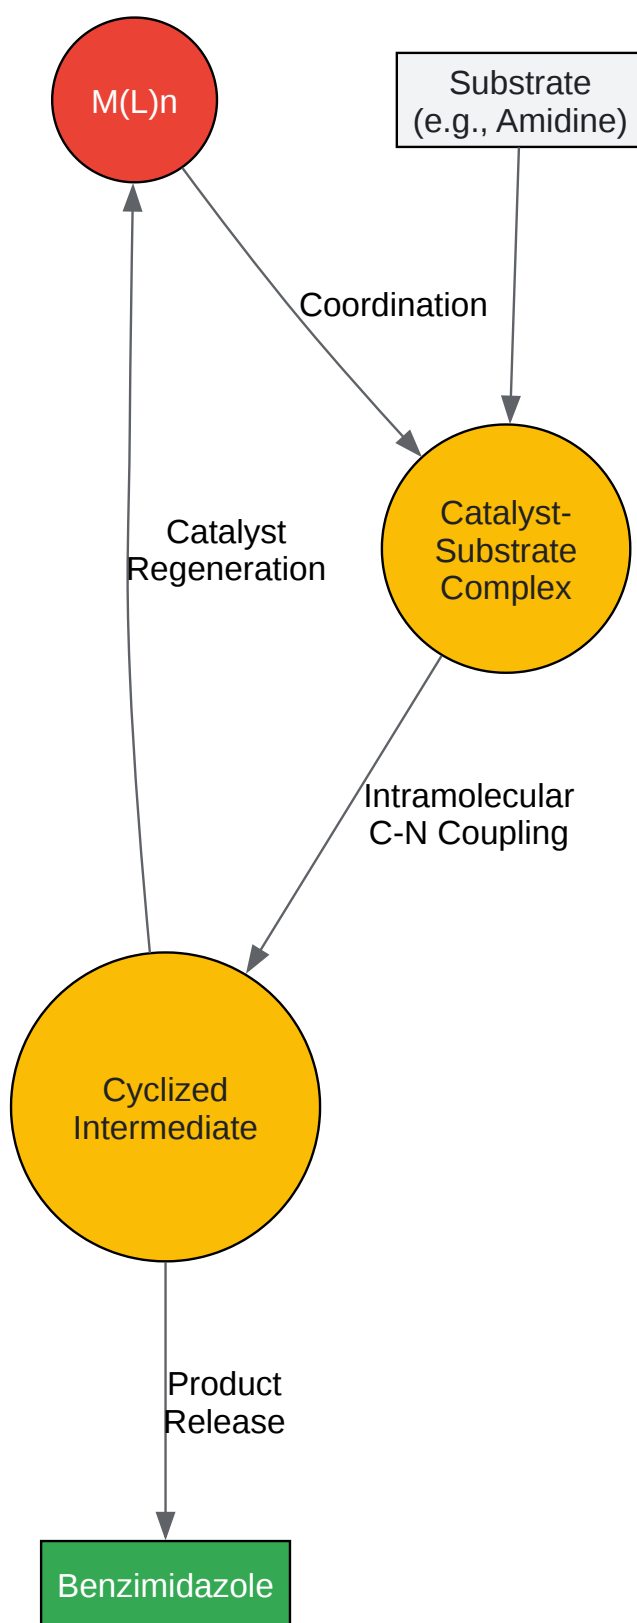 M(L)n
Substrate
(e.g., Amidine)
Coordination
Catalyst-
Substrate
Complex
Catalyst
Regeneration
Intramolecular
C-N Coupling
Cyclized
Intermediate
Product
Release
Benzimidazole